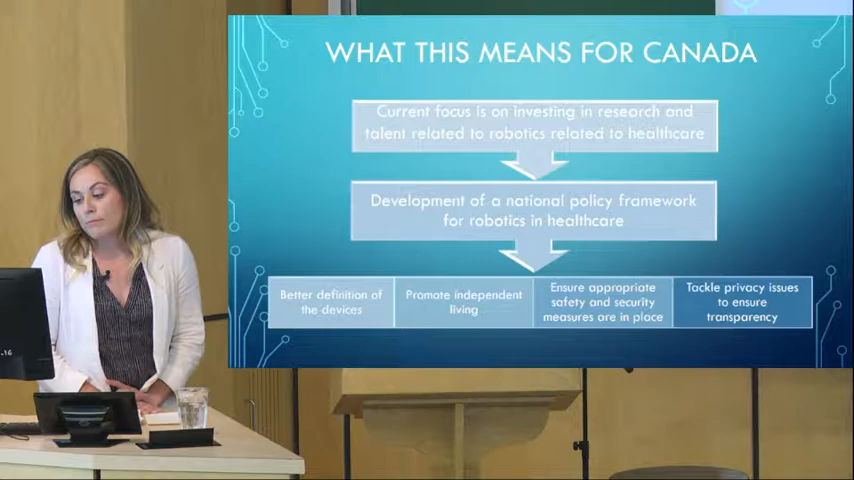 WHAT THIS MEANS FOR CANADA
Current focus is on investing in research and
talent related to robotics related to healthcare
Development of a national policy framework
for robotics in healthcare
Better definition of
the devices
Promote independent
living
Ensure appropriate
safety and security
measures are in place
Tackle privacy issues
to ensure
transparency